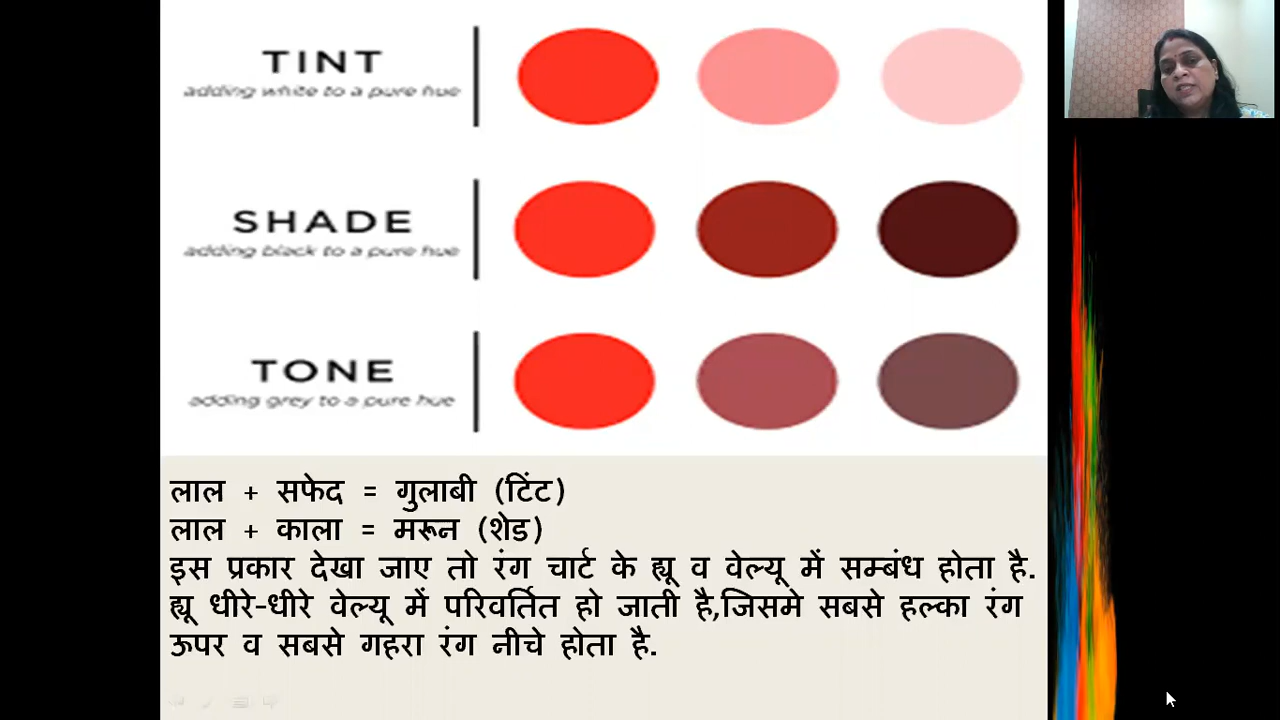 TINT
adding white to a pure hue
SHADE
adding black to a pure hue
TONE
adding grey to a pure hue
लाल + सफेद = गुलाबी (टिंट)
लाल + काला = मरून (शेड)
इस प्रकार देखा जाए तो रंग चार्ट के ह्यू व वेल्यू में सम्बंध होता है.
ह्यू धीरे-धीरे वेल्यू में परिवर्तित हो जाती है,जिसमे सबसे हल्का रंग
ऊपर व सबसे गहरा रंग नीचे होता है.